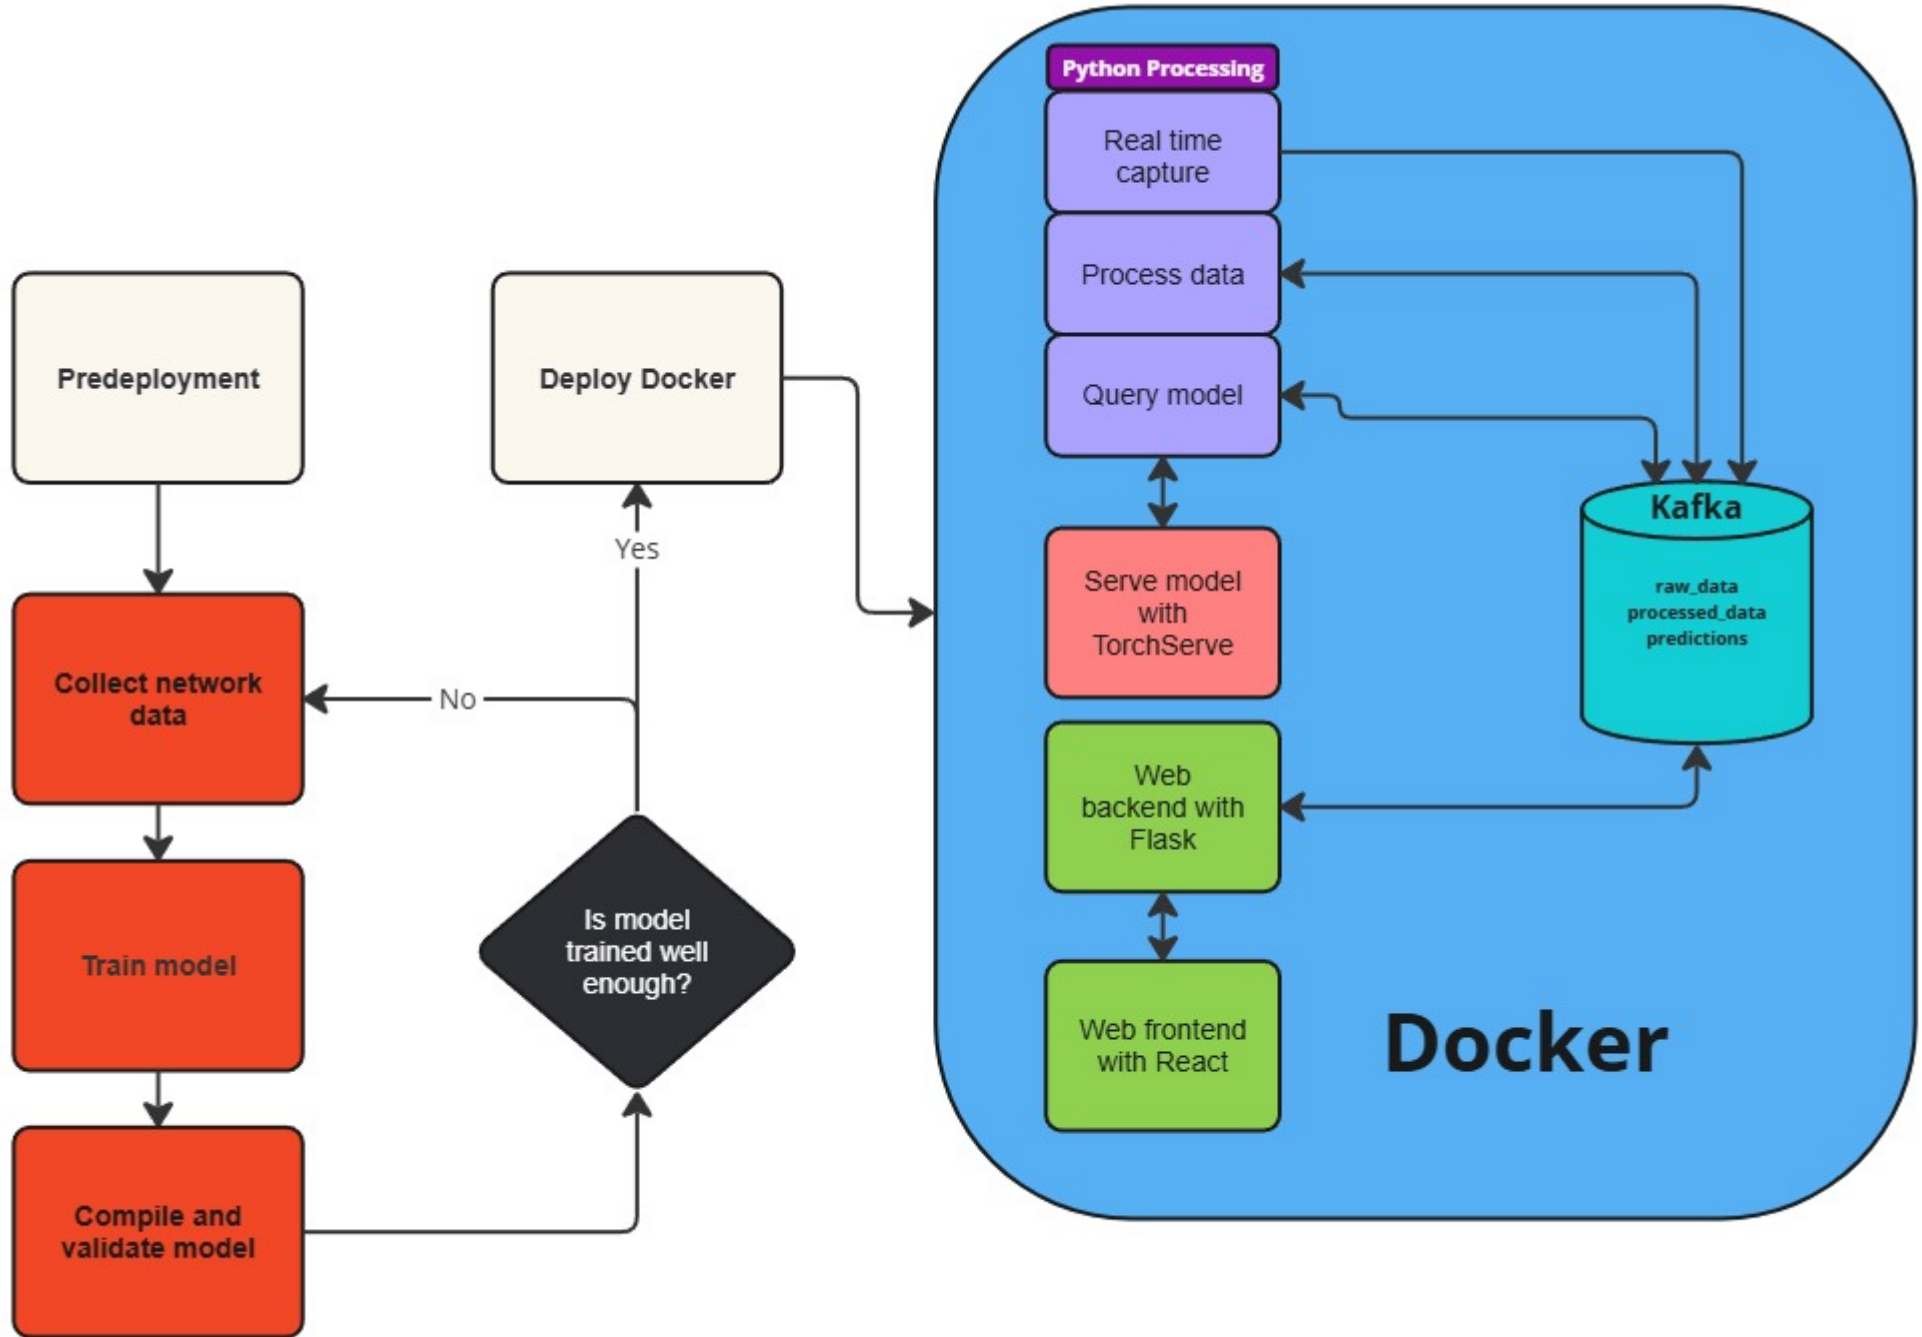 Predeployment
Collect network
data
Train model
Compile and
validate model
Is model
trained well
enough?
No
Yes
Deploy Docker
Python Processing
Real time
capture
Process data
Query model
Serve model
with
TorchServe
Web
backend with
Flask
Web frontend
with React
Kafka
raw_data
processed_data
predictions
Docker